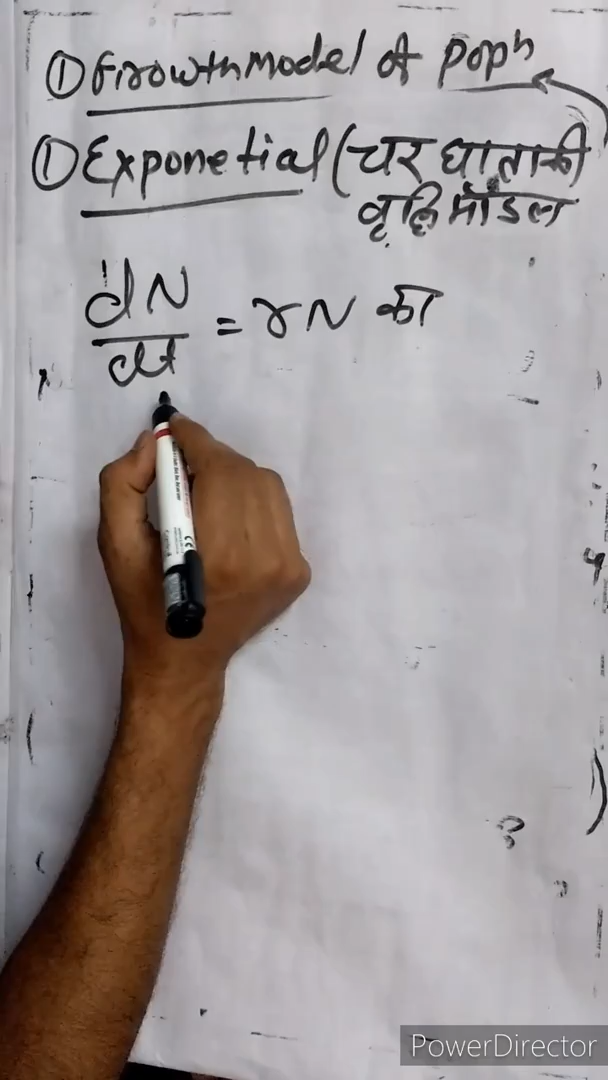 ① Growth Model of Popn
① Exponetial (चर घाताकी
वृद्धि मॉडल
dN
dt
= rN का
PowerDirector